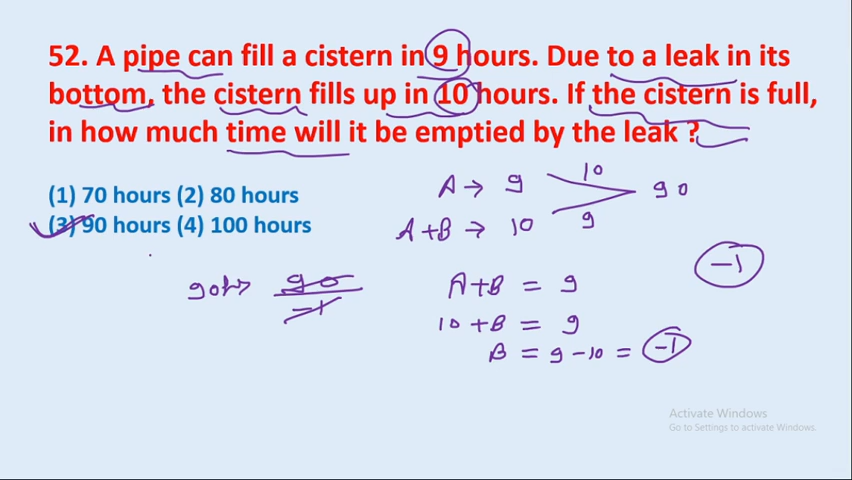 52. A pipe can fill a cistern in 9 hours. Due to a leak in its
bottom, the cistern fills up in 10 hours. If the cistern is full,
in how much time will it be emptied by the leak ?
(1) 70 hours (2) 80 hours
(3) 90 hours (4) 100 hours
A → 9
10
90
A+B → 10
9
-1
90hr
90
-1
A+B = 9
10 + B = 9
B = 9 - 10 = -1
Activate Windows
Go to Settings to activate Windows.